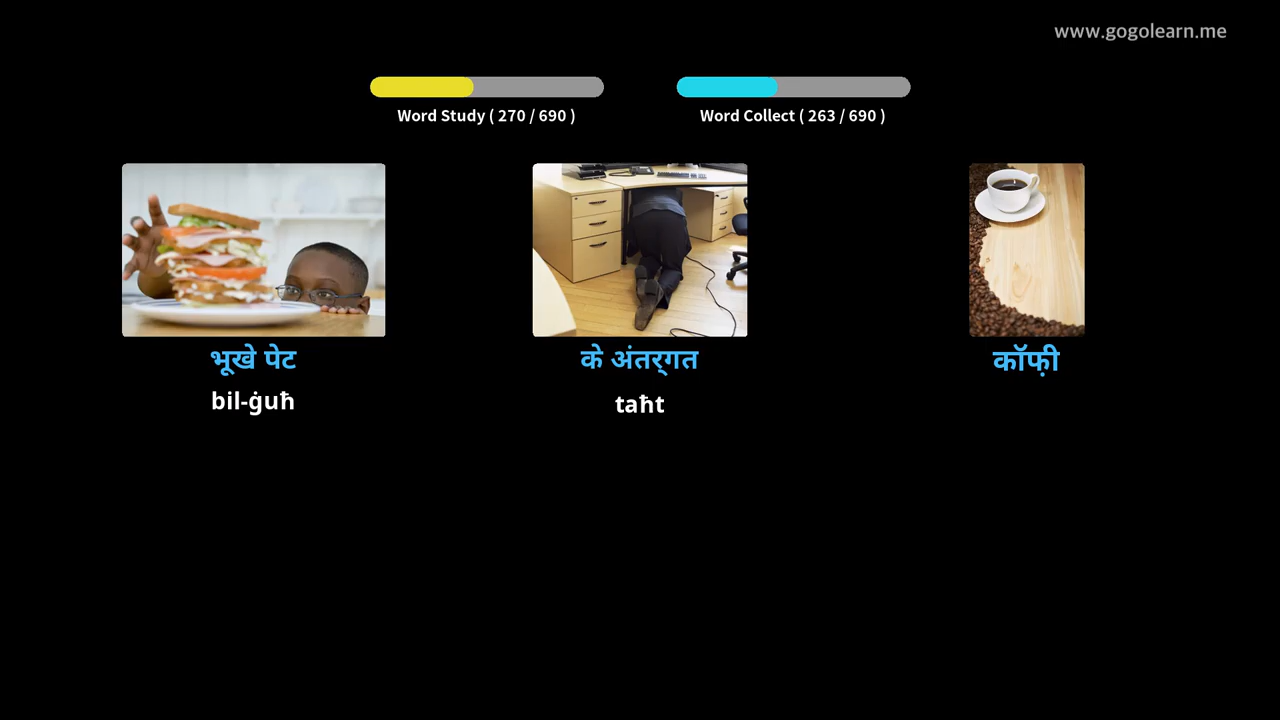 www.gogolearn.me
Word Study ( 270 / 690 )
Word Collect ( 263 / 690 )
भूखे पेट
के अंतर्‌गत
कॉफ़ी
bil-ġuħ
taħt